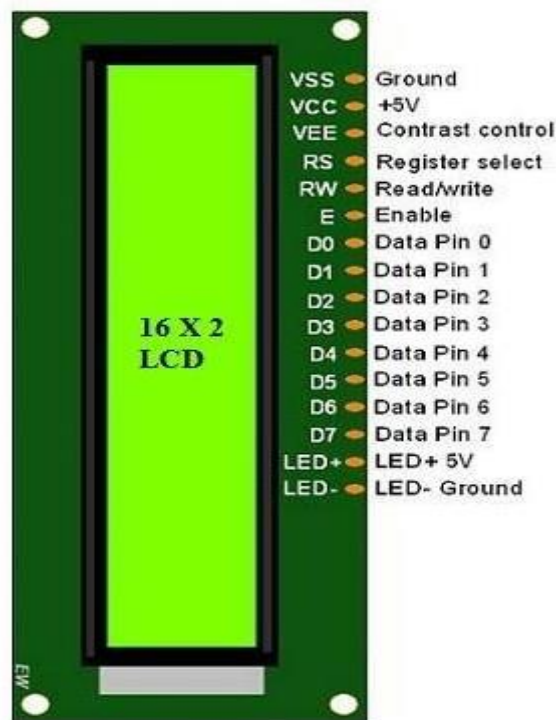 VSS Ground
VCC +5V
VEE Contrast control
RS Register select
RW Read/write
E Enable
D0 Data Pin 0
D1 Data Pin 1
D2 Data Pin 2
D3 Data Pin 3
D4 Data Pin 4
D5 Data Pin 5
D6 Data Pin 6
D7 Data Pin 7
LED+ LED+ 5V
LED- LED- Ground
16 X 2
LCD
EW